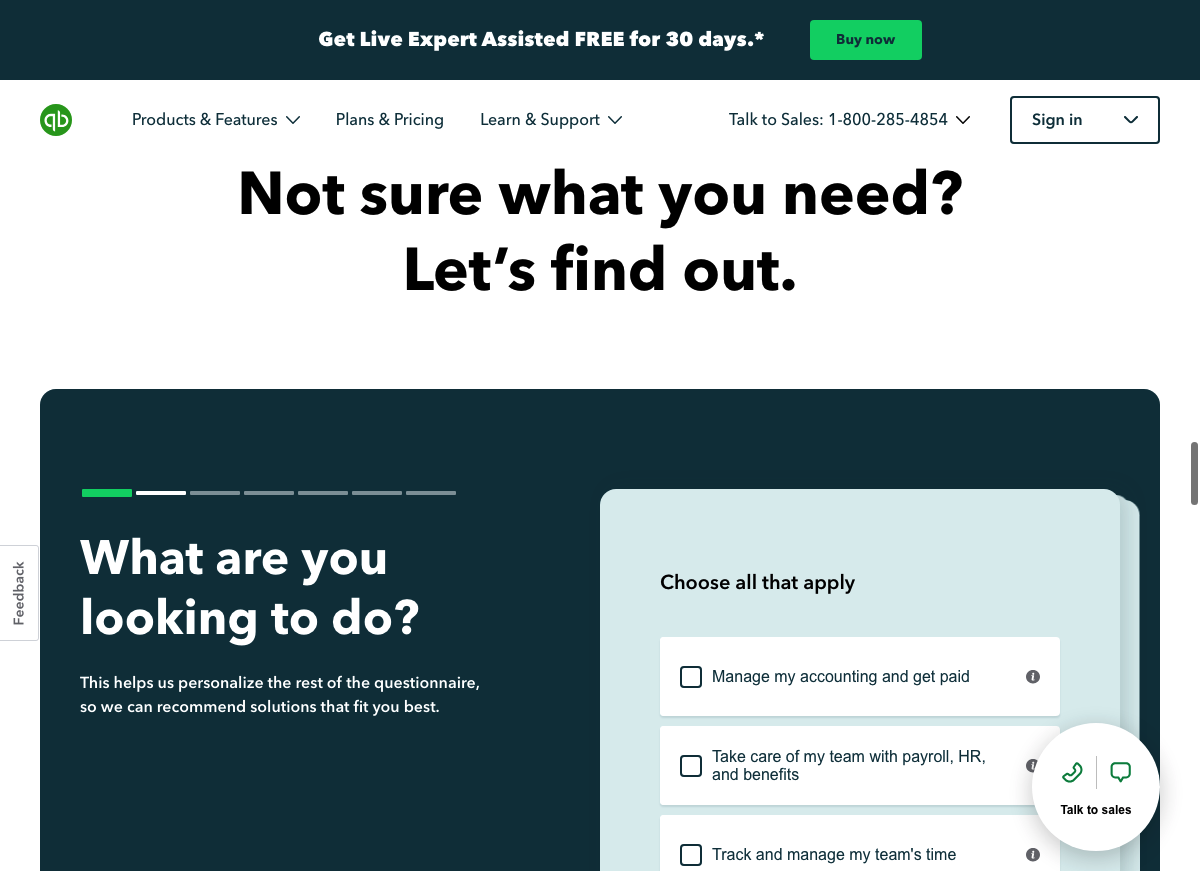 Get Live Expert Assisted FREE for 30 days.*
Buy now
qb
Products & Features
Plans & Pricing
Learn & Support
Talk to Sales: 1-800-285-4854
Sign in
Not sure what you need?
Let’s find out.
What are you
looking to do?
This helps us personalize the rest of the questionnaire,
so we can recommend solutions that fit you best.
Choose all that apply
Manage my accounting and get paid
i
Take care of my team with payroll, HR,
and benefits
i
Track and manage my team's time
i
Talk to sales
Feedback